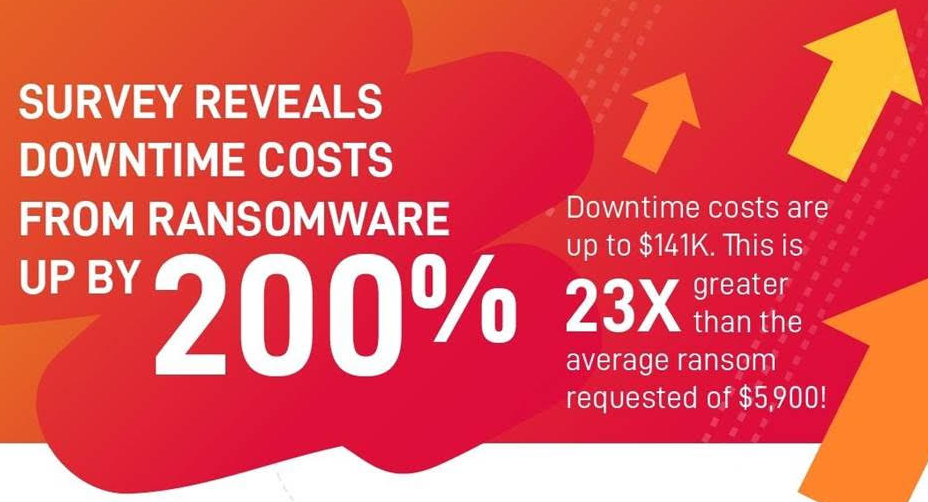 SURVEY REVEALS
DOWNTIME COSTS
FROM RANSOMWARE
UP BY 200%
Downtime costs are
up to $141K. This is
23X greater
than the
average ransom
requested of $5,900!